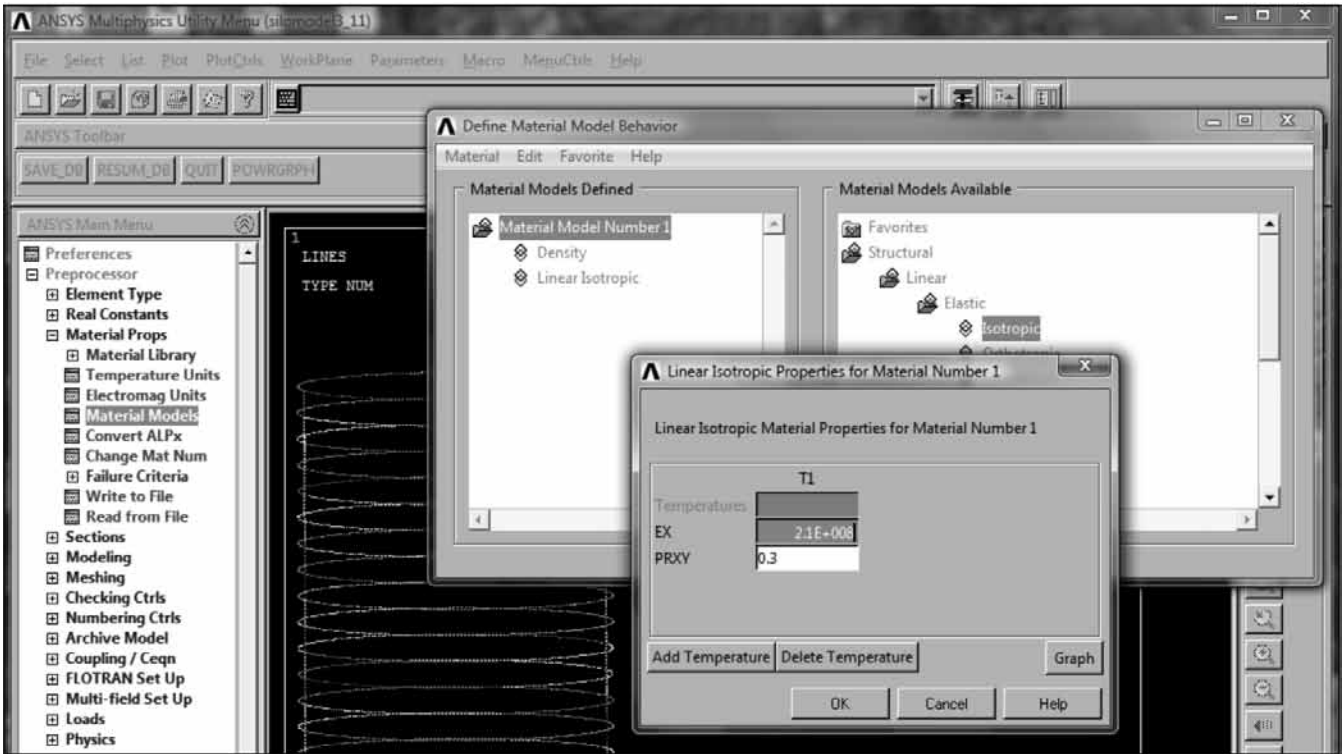 ANSYS Multiphysics Utility Menu (silomodel3_11)
File Select List Plot PlotCtrls WorkPlane Parameters Macro MenuCtrls Help
ANSYS Toolbar
SAVE_DB RESUM_DB QUIT POWRGRPH
ANSYS Main Menu
Preferences
Preprocessor
Element Type
Real Constants
Material Props
Material Library
Temperature Units
Electromag Units
Material Models
Convert ALPx
Change Mat Num
Failure Criteria
Write to File
Read from File
Sections
Modeling
Meshing
Checking Ctrls
Numbering Ctrls
Archive Model
Coupling / Ceqn
FLOTRAN Set Up
Multi-field Set Up
Loads
Physics
1
LINES
TYPE NUM
Define Material Model Behavior
Material Edit Favorite Help
Material Models Defined
Material Model Number 1
Density
Linear Isotropic
Material Models Available
Favorites
Structural
Linear
Elastic
Isotropic
Linear Isotropic Properties for Material Number 1
Linear Isotropic Material Properties for Material Number 1
T1
Temperatures
EX 2.1E+008
PRXY 0.3
Add Temperature Delete Temperature Graph
OK Cancel Help